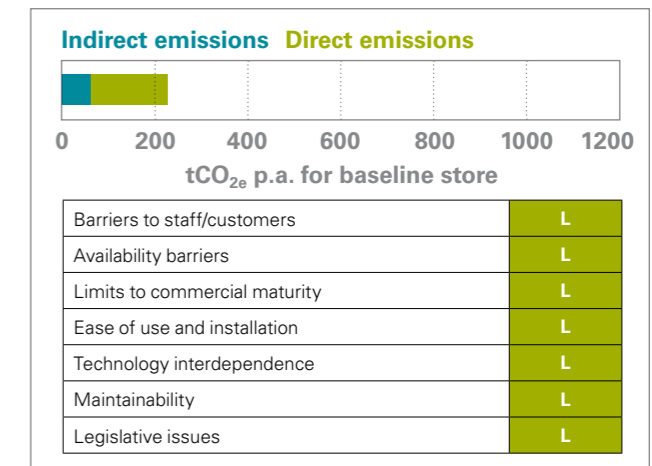 Indirect emissions Direct emissions
0 200 400 600 800 1000 1200
tCO2e p.a. for baseline store
Barriers to staff/customers L
Availability barriers L
Limits to commercial maturity L
Ease of use and installation L
Technology interdependence L
Maintainability L
Legislative issues L